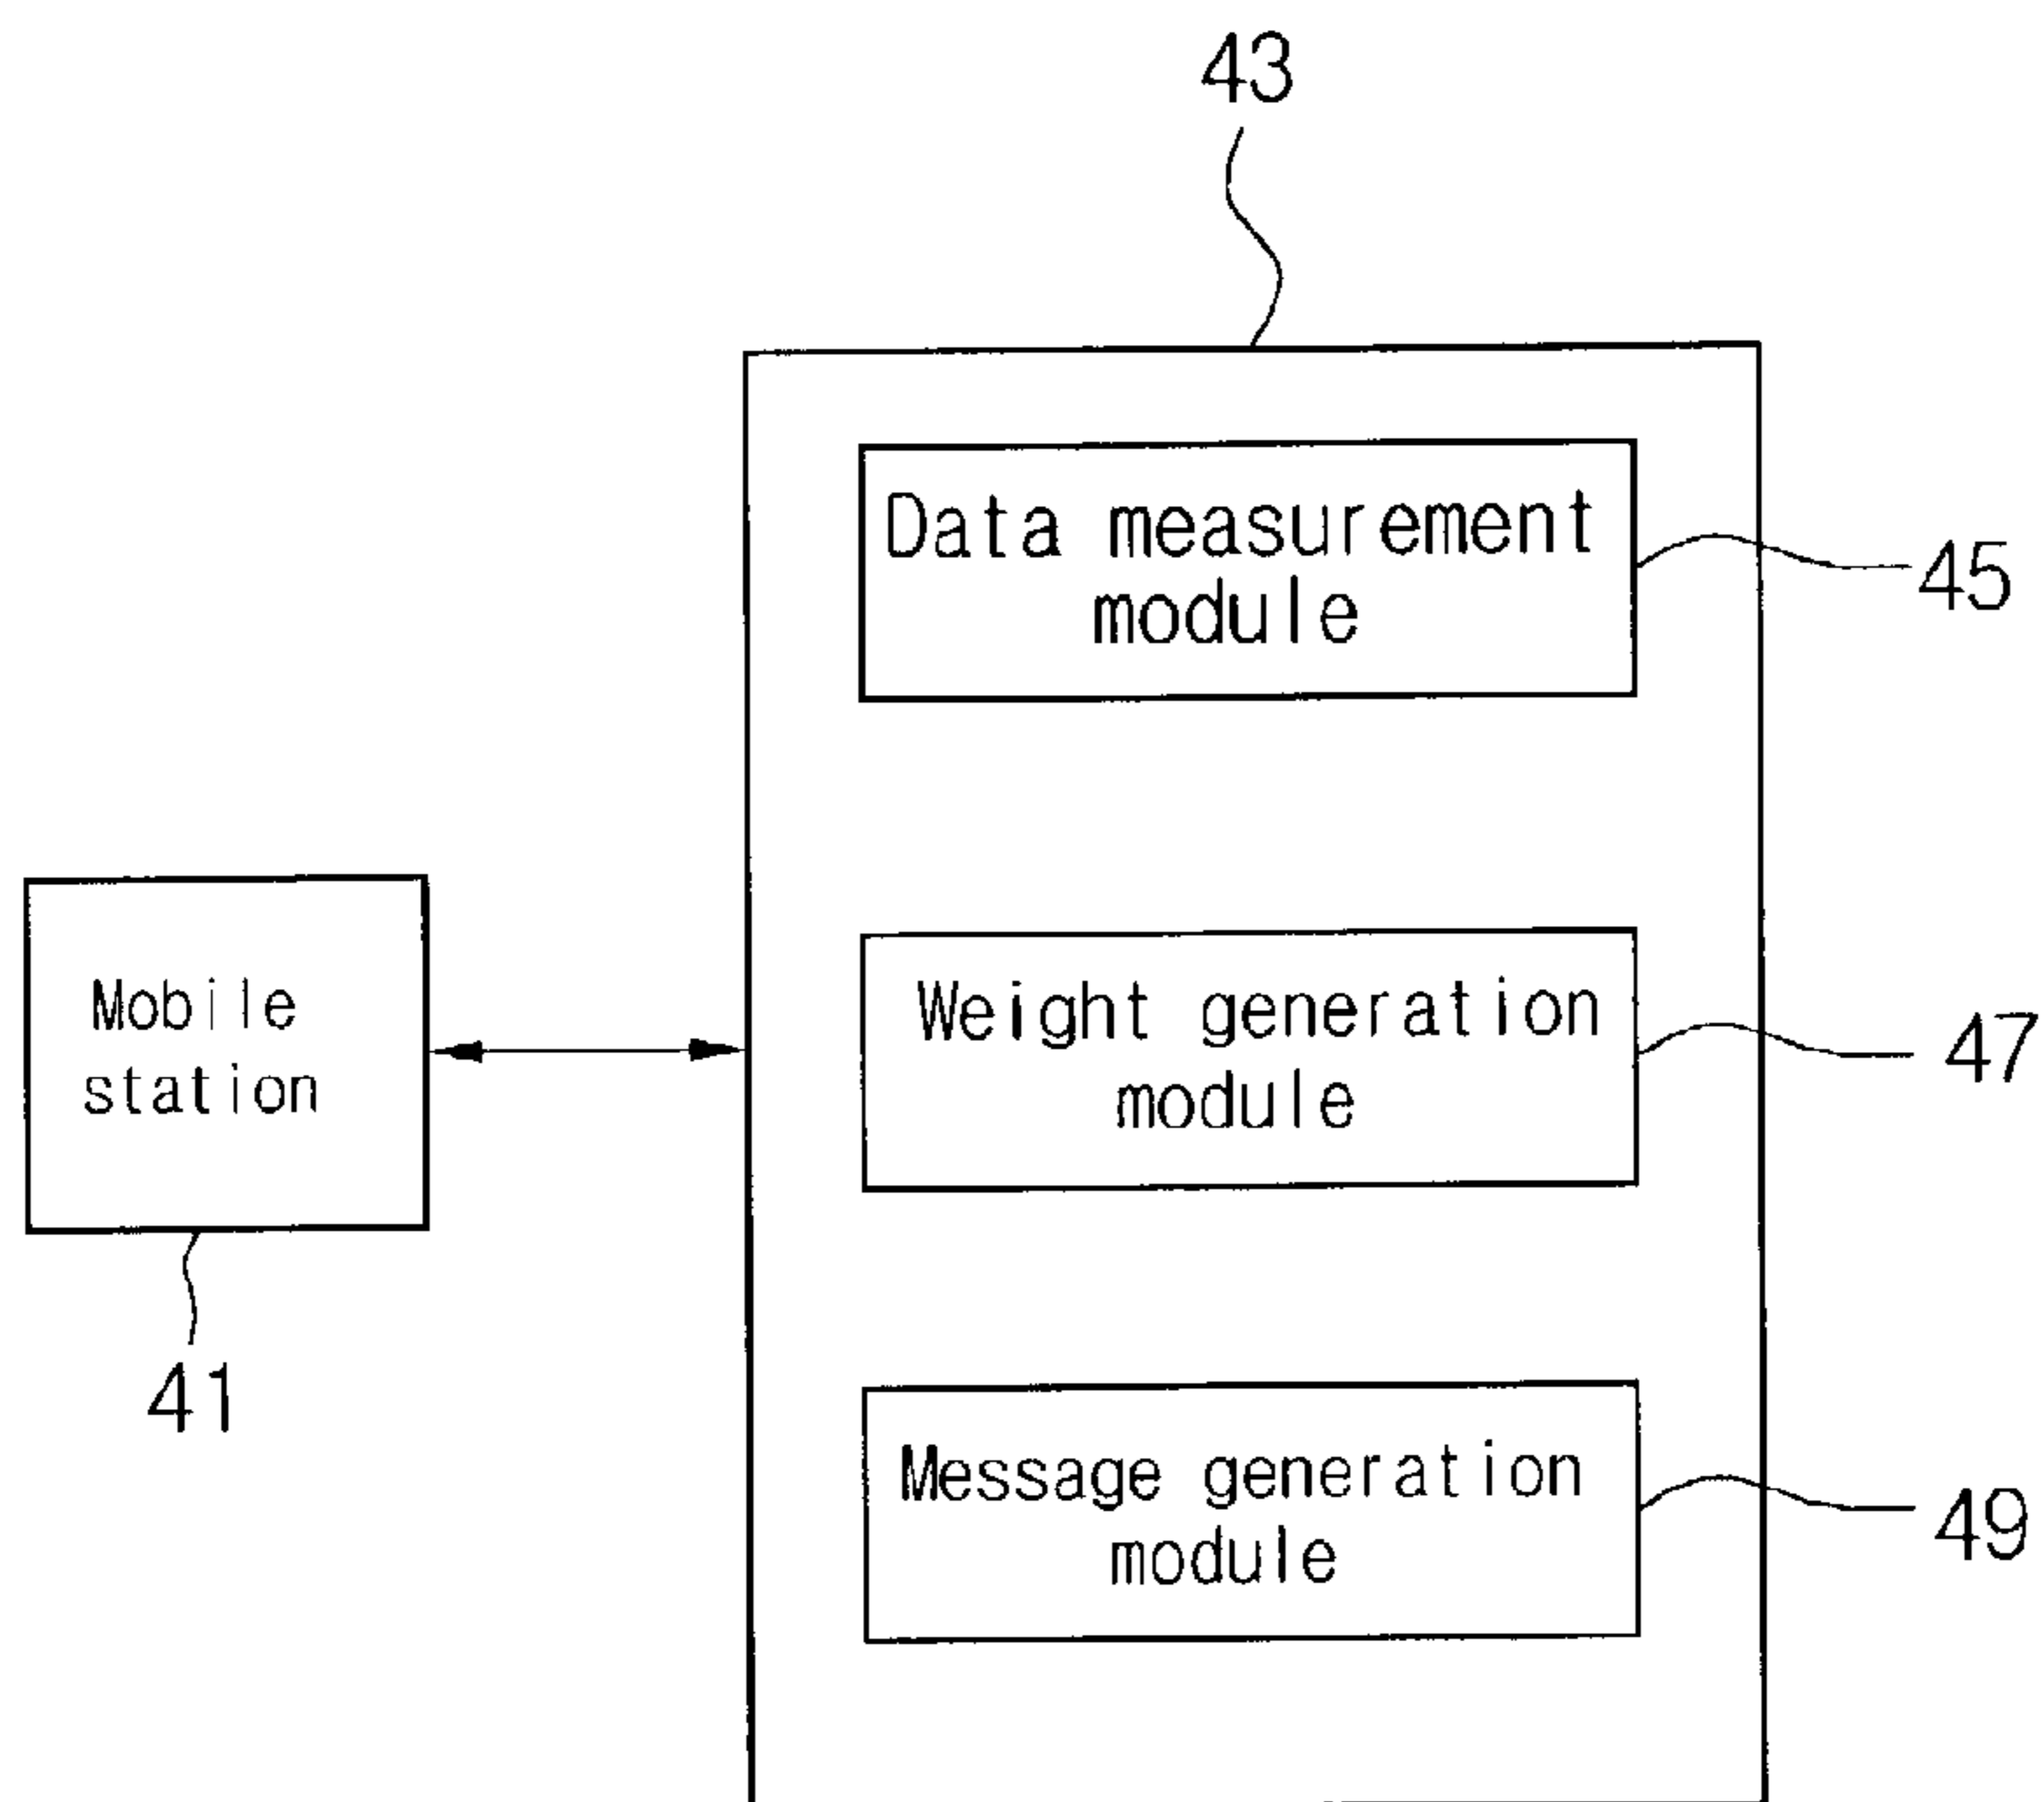 43
Data measurement
module
45
Mobile
station
Weight generation
module
47
41
Message generation
module
49